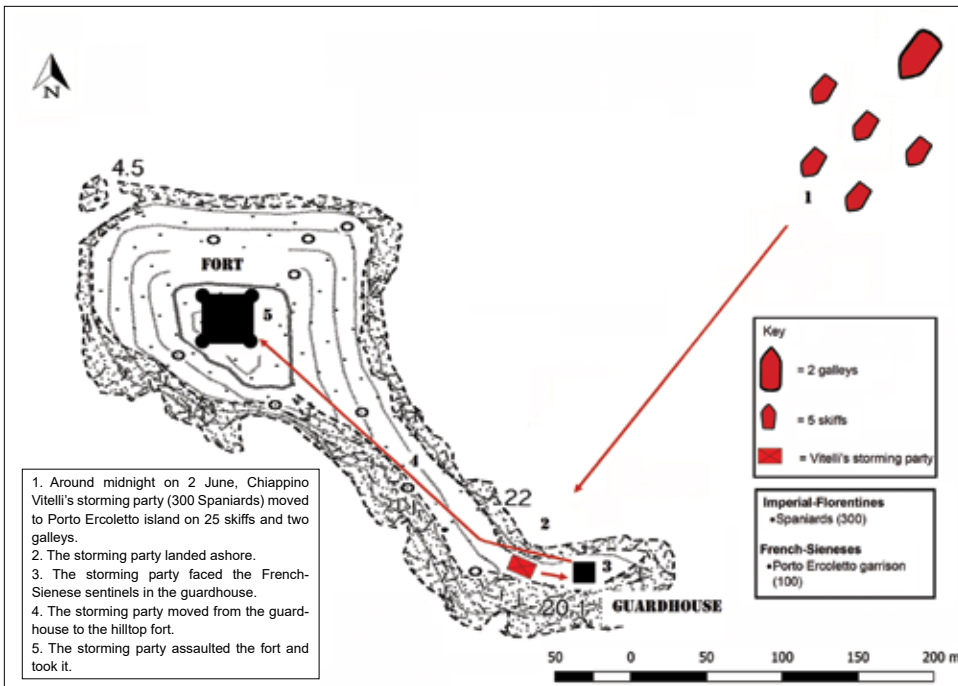 N
4.5
FORT
5
1
4
22
2
3
20.1
GUARDHOUSE
Key
= 2 galleys
= 5 skiffs
= Vitelli's storming party
Imperial-Florentines
•Spaniards (300)
French-Sieneses
•Porto Ercoletto garrison
(100)
1. Around midnight on 2 June, Chiappino
Vitelli's storming party (300 Spaniards) moved
to Porto Ercoletto island on 25 skiffs and two
galleys.
2. The storming party landed ashore.
3. The storming party faced the French-
Sienese sentinels in the guardhouse.
4. The storming party moved from the guard-
house to the hilltop fort.
5. The storming party assaulted the fort and
took it.
50 0 50 100 150 200 m